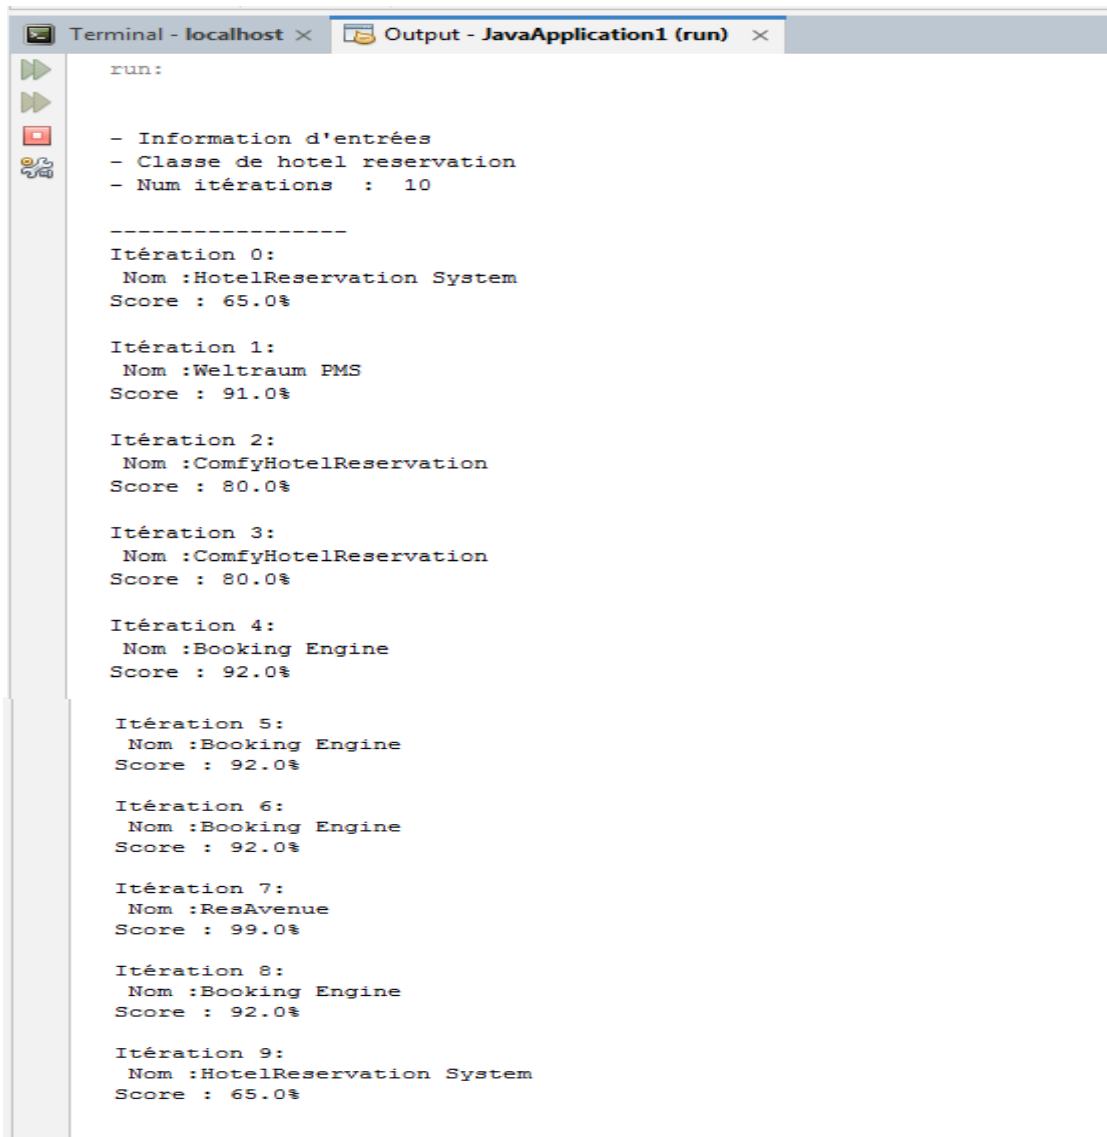 Terminal - localhost × Output - JavaApplication1 (run) ×
run:
- Information d'entrées
- Classe de hotel reservation
- Num itérations : 10
-----------------
Itération 0:
Nom :HotelReservation System
Score : 65.0%
Itération 1:
Nom :Weltraum PMS
Score : 91.0%
Itération 2:
Nom :ComfyHotelReservation
Score : 80.0%
Itération 3:
Nom :ComfyHotelReservation
Score : 80.0%
Itération 4:
Nom :Booking Engine
Score : 92.0%
Itération 5:
Nom :Booking Engine
Score : 92.0%
Itération 6:
Nom :Booking Engine
Score : 92.0%
Itération 7:
Nom :ResAvenue
Score : 99.0%
Itération 8:
Nom :Booking Engine
Score : 92.0%
Itération 9:
Nom :HotelReservation System
Score : 65.0%